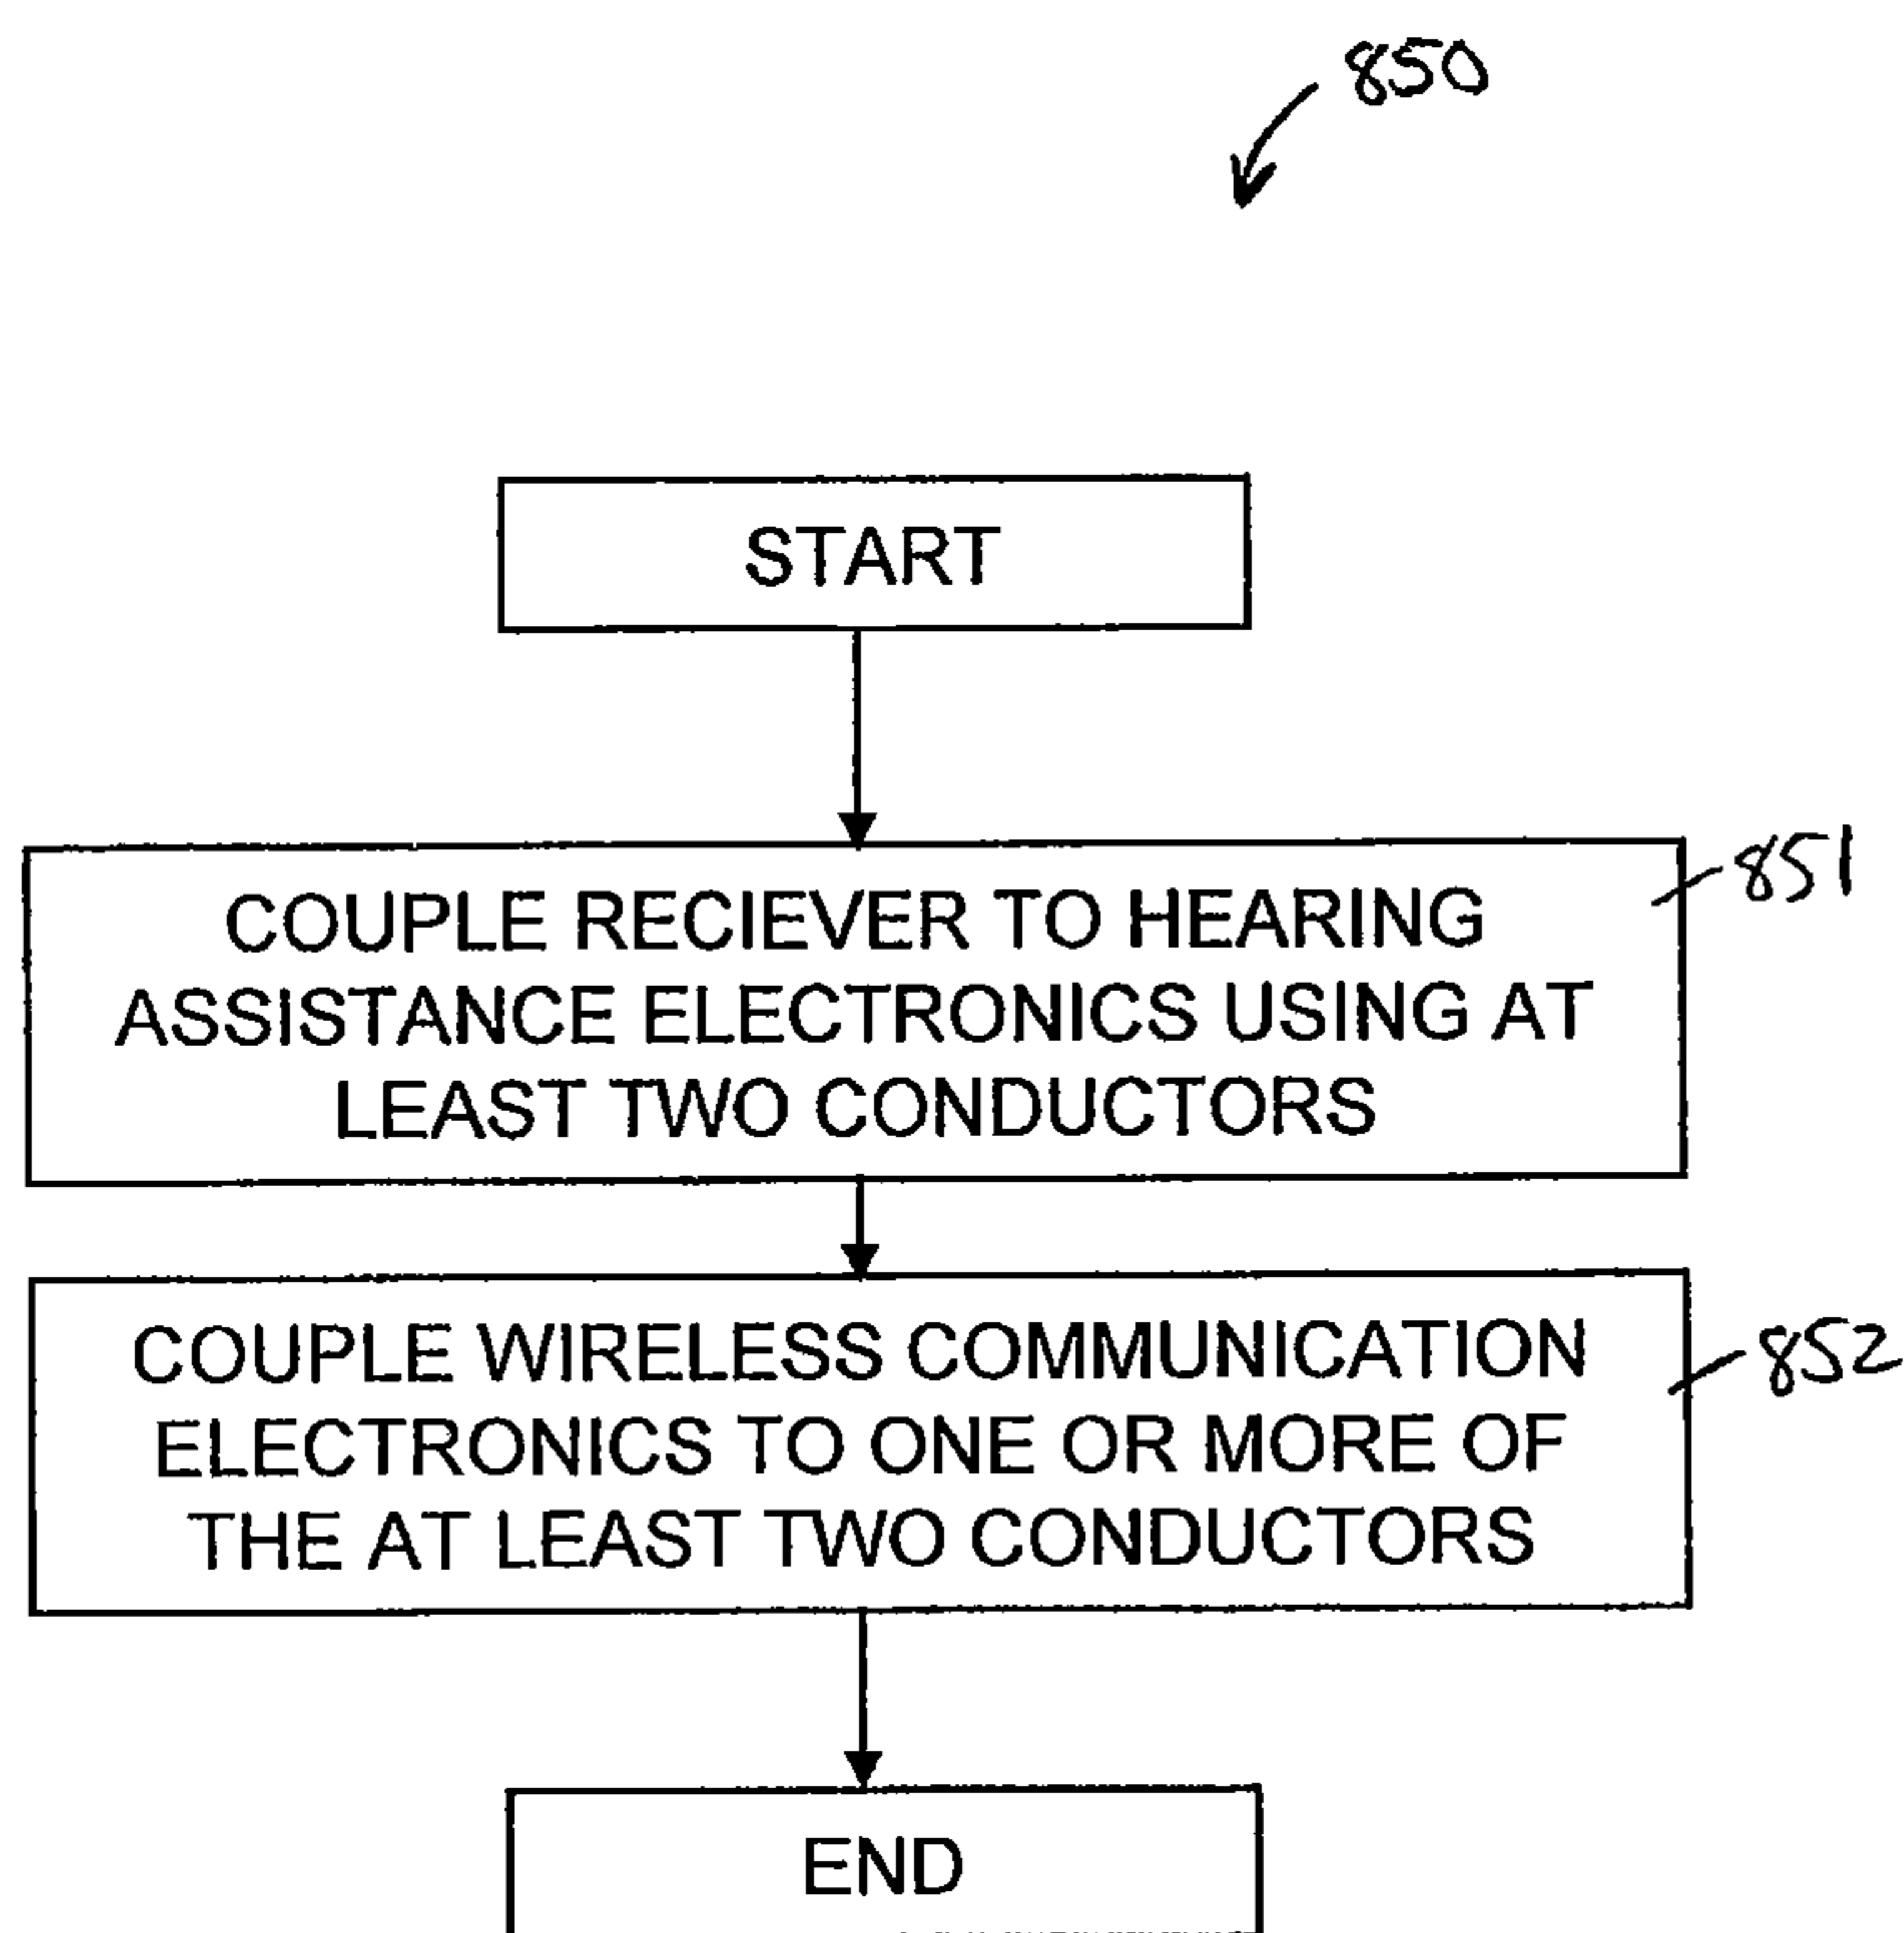 850
START
COUPLE RECIEVER TO HEARING
ASSISTANCE ELECTRONICS USING AT
LEAST TWO CONDUCTORS
851
COUPLE WIRELESS COMMUNICATION
ELECTRONICS TO ONE OR MORE OF
THE AT LEAST TWO CONDUCTORS
852
END